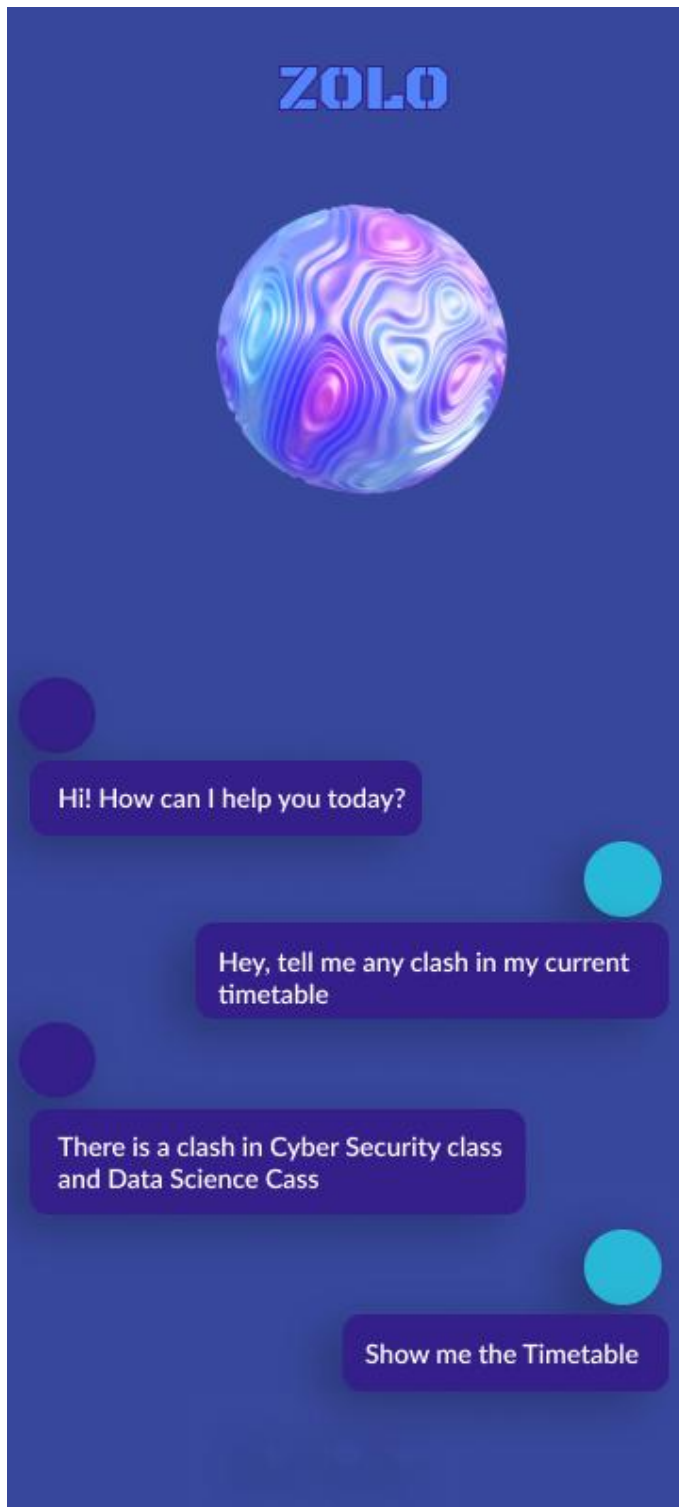 ZOLO
Hi! How can I help you today?
Hey, tell me any clash in my current
timetable
There is a clash in Cyber Security class
and Data Science Cass
Show me the Timetable